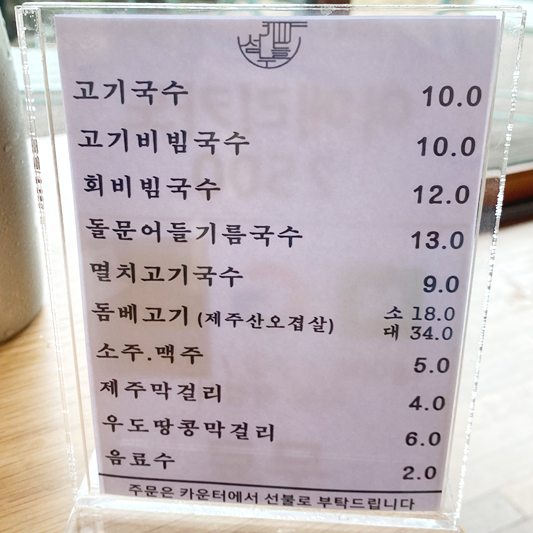 고기국수 10.0
고기비빔국수 10.0
회비빔국수 12.0
돌문어들기름국수 13.0
멸치고기국수 9.0
돔베고기 (제주산오겹살) 소 18.0
대 34.0
소주.맥주 5.0
제주막걸리 4.0
우도땅콩막걸리 6.0
음료수 2.0
주문은 카운터에서 선불로 부탁드립니다